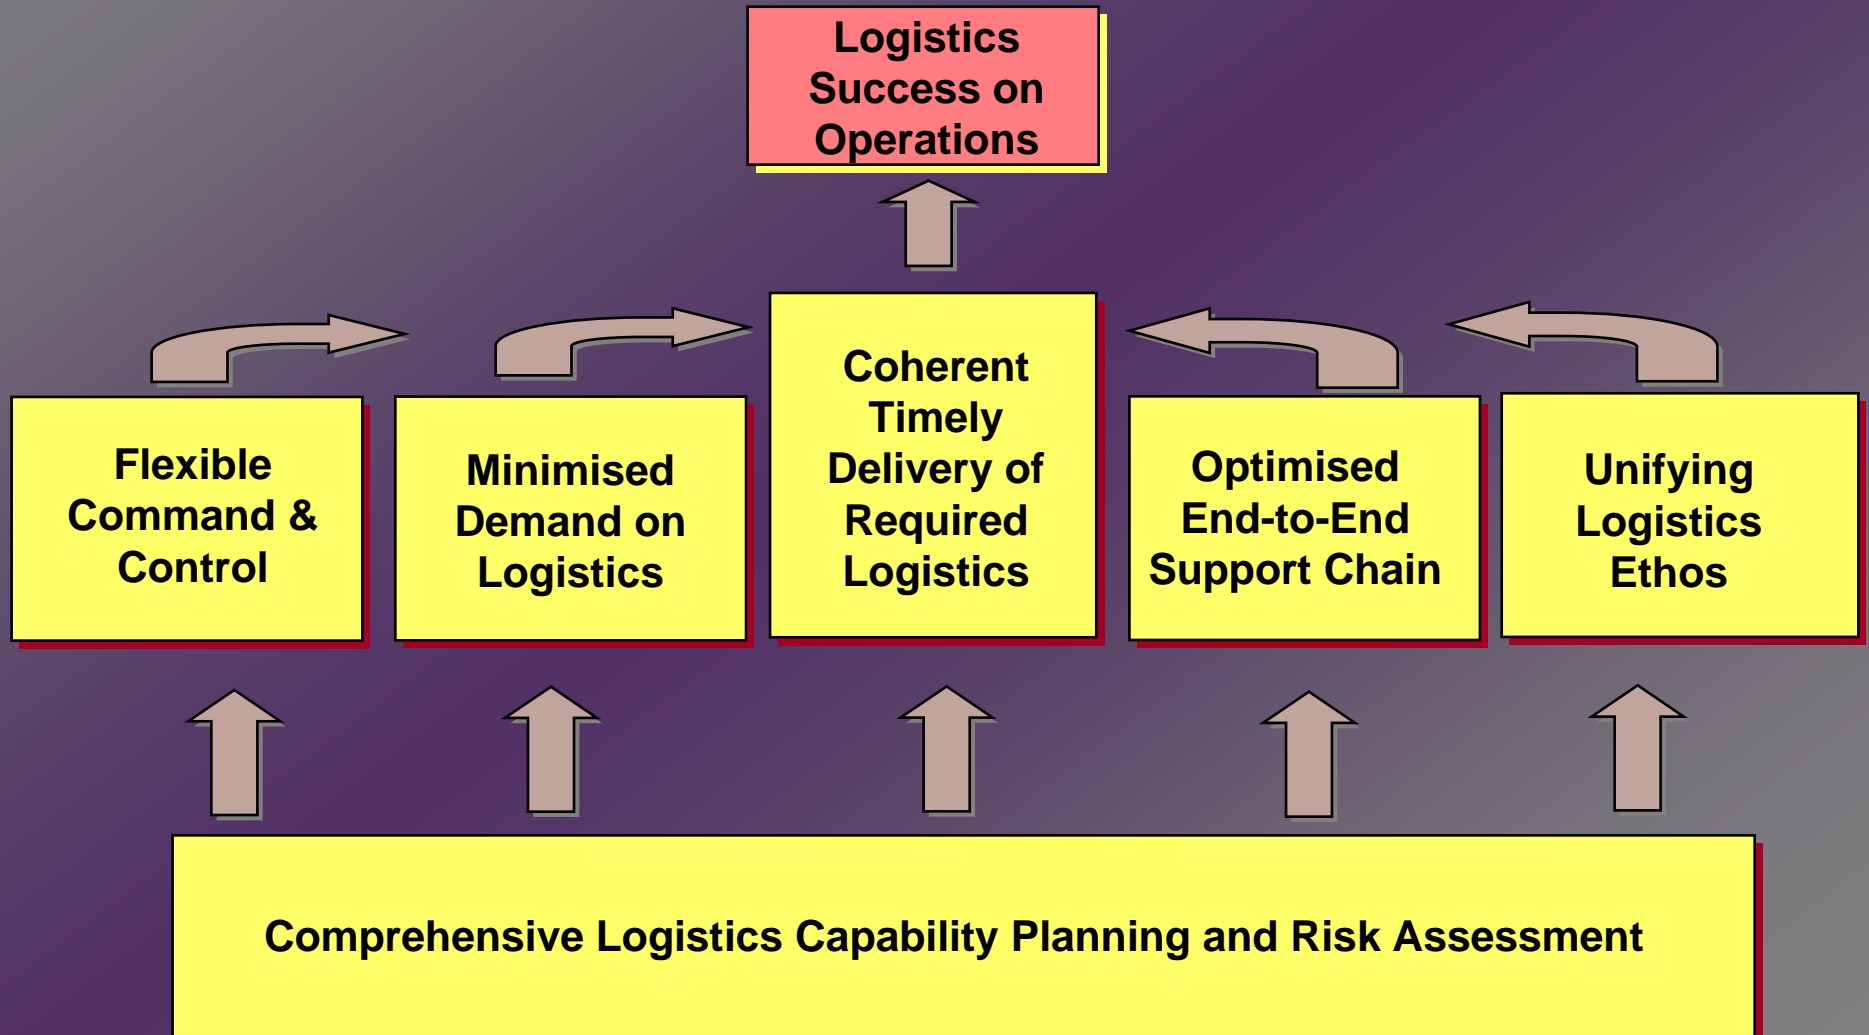 Logistics
Success on
Operations
Flexible
Command &
Control
Minimised
Demand on
Logistics
Coherent
Timely
Delivery of
Required
Logistics
Optimised
End-to-End
Support Chain
Unifying
Logistics
Ethos
Comprehensive Logistics Capability Planning and Risk Assessment